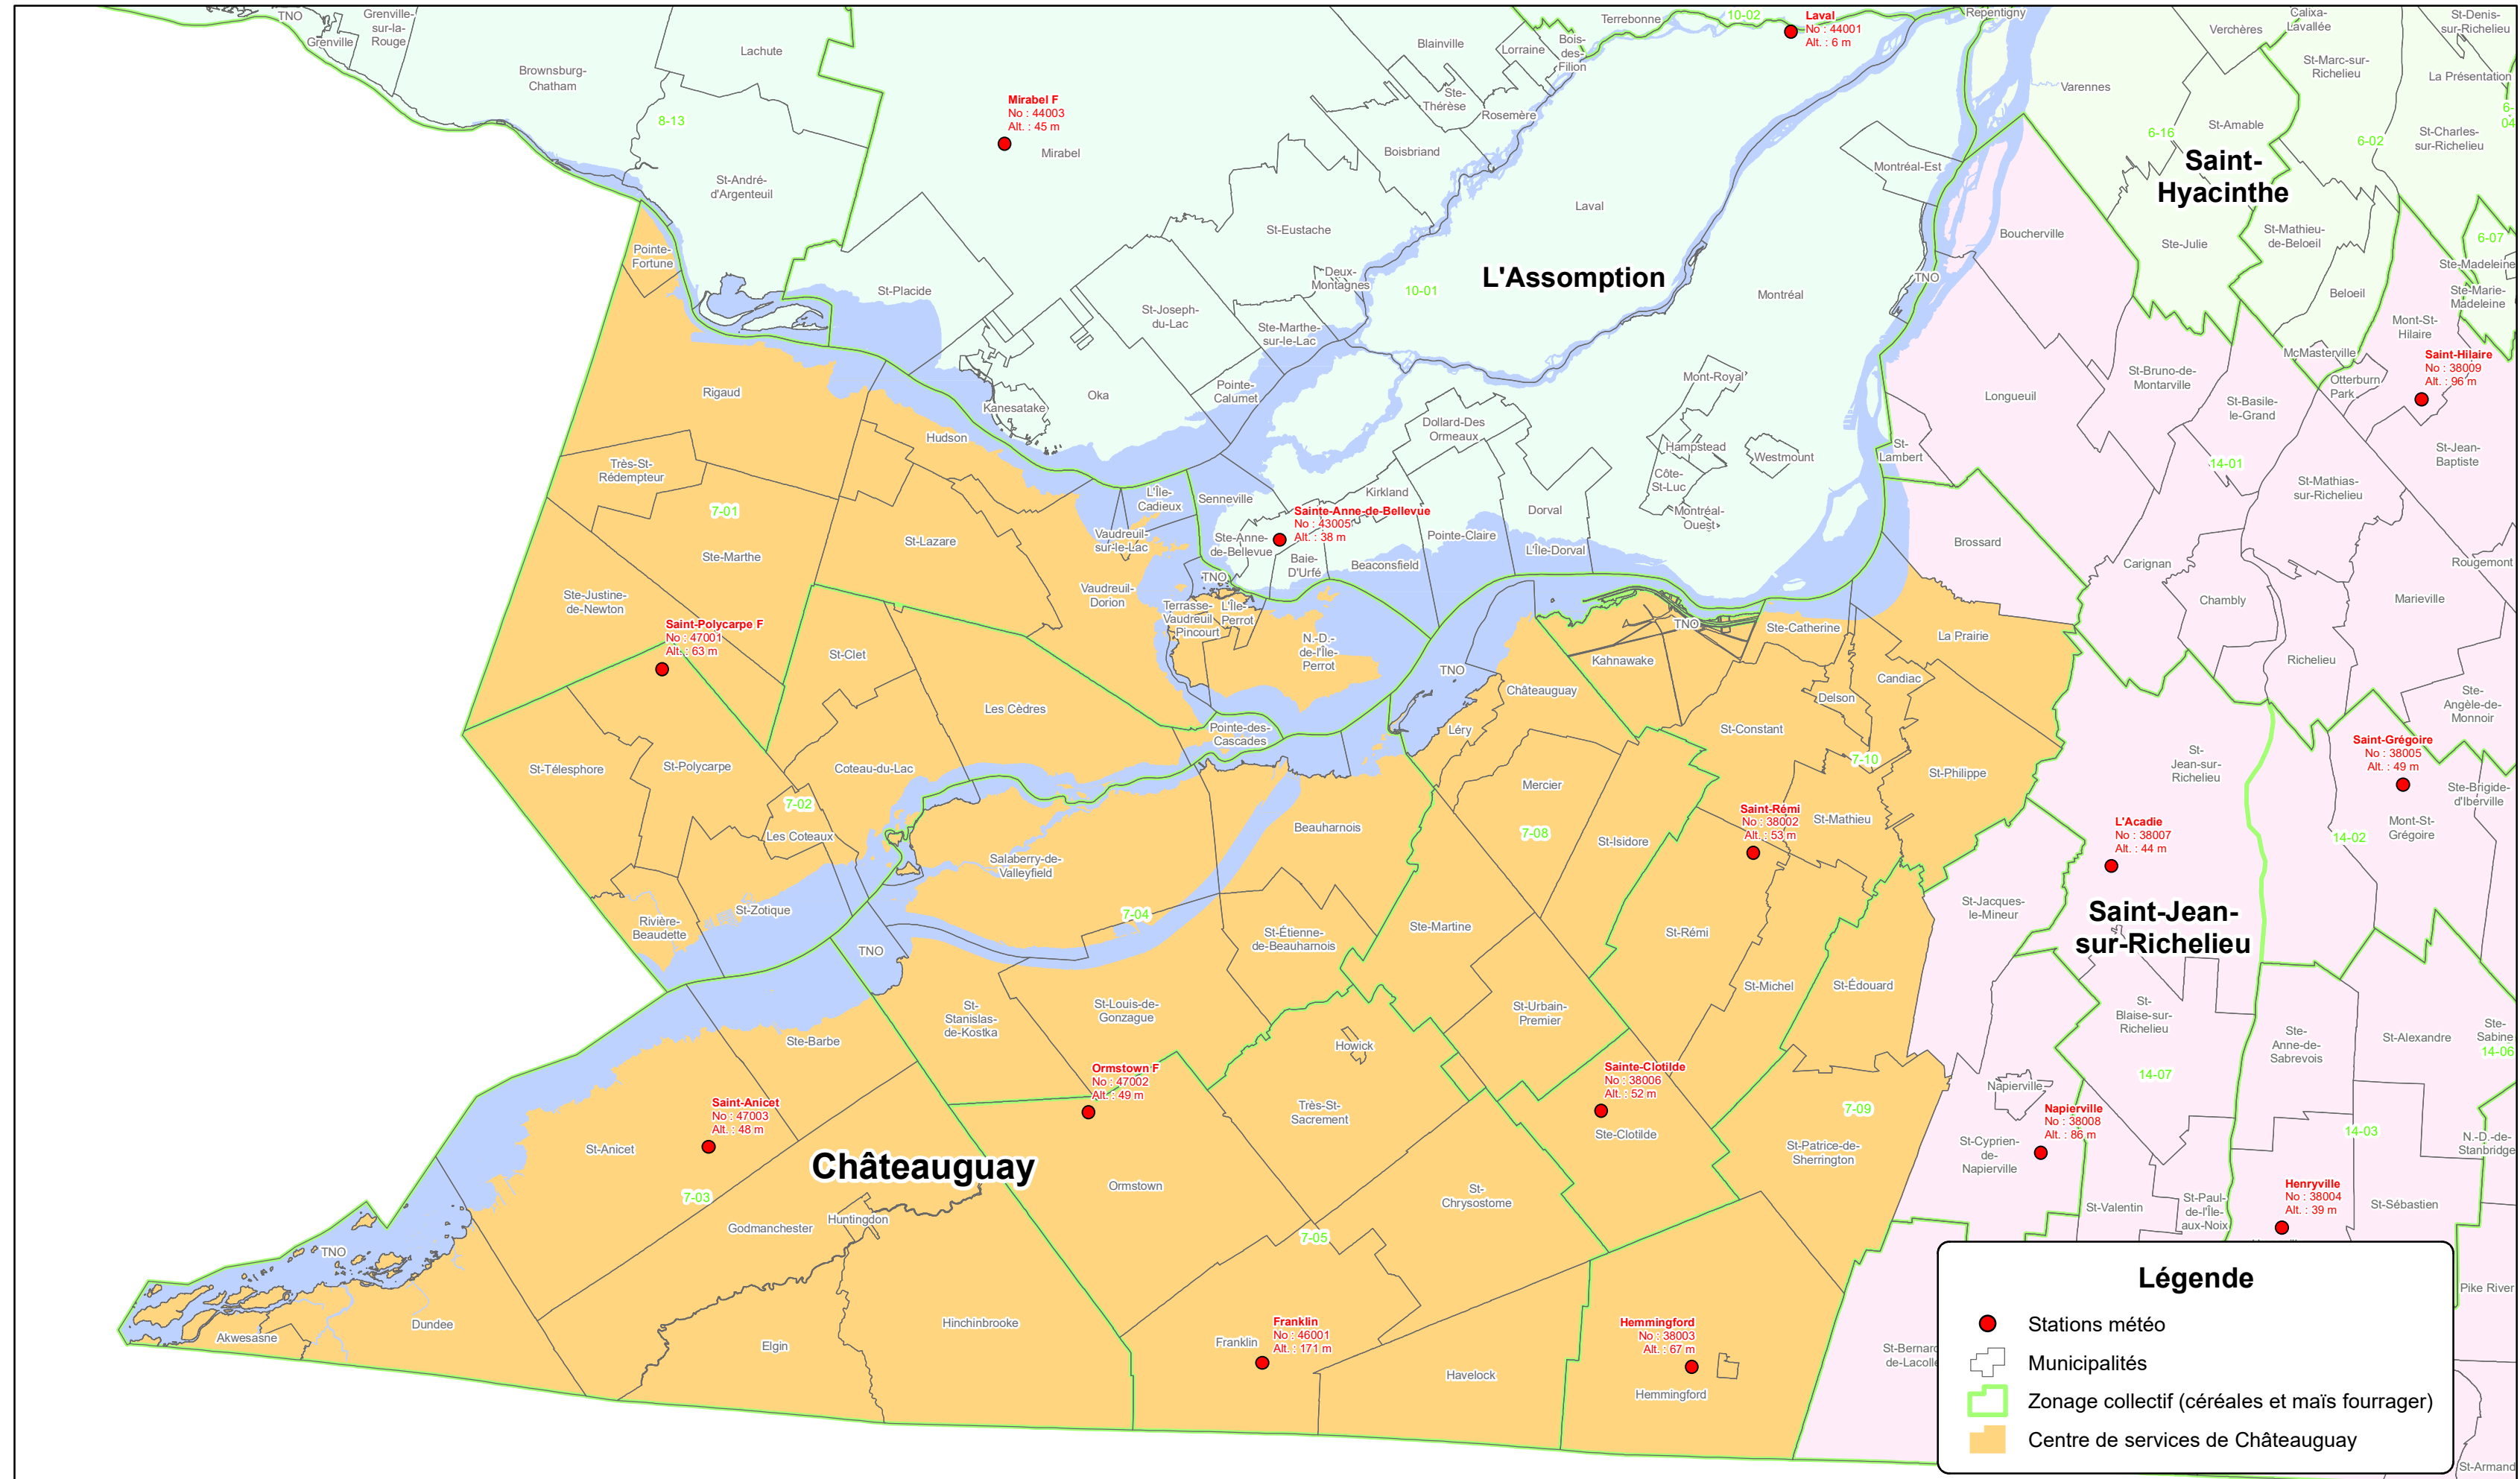 TNO
Grenville-
sur-la-
Rouge
Grenville
Brownsburg-
Chatham
Lachute
8-13
St-André-
d'Argenteuil
Mirabel F
No : 44003
Alt. : 45 m
Mirabel
Blainville
Lorraine
Bois-
des-
Filion
Terrebonne
10-02
Laval
No : 44001
Alt. : 6 m
Repentigny
Ste-
Thérèse
Rosemère
Boisbriand
St-Eustache
Laval
Montréal-Est
Varennes
Verchères
Calixa-
Lavallée
St-Denis-
sur-Richelieu
St-Marc-sur-
Richelieu
La Présentation
6-
04
St-Amable
6-16
6-02
St-Charles-
sur-Richelieu
Saint-
Hyacinthe
Boucherville
Ste-Julie
St-Mathieu-
de-Beloeil
6-07
Ste-Madeleine
Ste-Marie-
Madeleine
Beloeil
Mont-St-
Hilaire
Saint-Hilaire
No : 38009
Alt. : 96 m
McMasterville
Otterburn
Park
Pointe-
Fortune
St-Placide
Deux-
Montagnes
10-01
L'Assomption
Montréal
TNO
St-Joseph-
du-Lac
Ste-Marthe-
sur-le-Lac
Pointe-
Calumet
Oka
Kanesatake
Mont-Royal
Dollard-Des
Ormeaux
Hampstead
Westmount
Côte-
St-Luc
Montréal-
Ouest
Longueuil
St-
Lambert
St-Bruno-de-
Montarville
St-Basile-
le-Grand
14-01
St-Jean-
Baptiste
St-Mathias-
sur-Richelieu
Rigaud
Hudson
Très-St-
Rédempteur
7-01
Ste-Marthe
St-Lazare
L'Île-
Cadieux
Vaudreuil-
sur-le-Lac
Vaudreuil-
Dorion
Senneville
Kirkland
Sainte-Anne-de-Bellevue
No : 43005
Alt. : 38 m
Ste-Anne-
de-Bellevue
Baie-
D'Urfé
Beaconsfield
Pointe-Claire
Dorval
L'Île-Dorval
TNO
Terrasse-
Vaudreuil
Pincourt
L'Île-
Perrot
N.-D.-
de-l'Île-
Perrot
Brossard
Carignan
Chambly
Marieville
Rougemont
Richelieu
Ste-
Angèle-de-
Monnoir
Ste-Justine-
de-Newton
Saint-Polycarpe F
No : 47001
Alt. : 63 m
St-Clet
Les Cèdres
Pointe-des-
Cascades
TNO
Châteauguay
Léry
Kahnawake
TNO
Ste-Catherine
La Prairie
Candiac
Delson
St-Constant
7-10
St-Philippe
St-Télesphore
St-Polycarpe
Coteau-du-Lac
7-02
Les Coteaux
Salaberry-de-
Valleyfield
Beauharnois
Mercier
7-08
St-Isidore
Saint-Rémi
No : 38002
Alt. : 53 m
St-Mathieu
St-
Jean-sur-
Richelieu
Saint-Grégoire
No : 38005
Alt. : 49 m
Ste-Brigide-
d'Iberville
Mont-St-
Grégoire
14-02
L'Acadie
No : 38007
Alt. : 44 m
Rivière-
Beaudette
St-Zotique
TNO
7-04
St-Étienne-
de-Beauharnois
Ste-Martine
St-Rémi
St-Michel
St-Édouard
St-Jacques-
le-Mineur
Saint-Jean-
sur-Richelieu
St-
Stanislas-
de-Kostka
St-Louis-de-
Gonzague
Howick
St-Urbain-
Premier
St-
Blaise-sur-
Richelieu
14-07
Ste-
Anne-de-
Sabrevois
St-Alexandre
Ste-
Sabine
14-06
Ste-Barbe
Saint-Anicet
No : 47003
Alt. : 48 m
St-Anicet
7-03
Châteauguay
Ormstown F
No : 47002
Alt. : 49 m
Ormstown
Très-St-
Sacrement
Sainte-Clotilde
No : 38006
Alt. : 52 m
Ste-Clotilde
7-09
St-Patrice-de-
Sherrington
Napierville
Napierville
No : 38008
Alt. : 86 m
St-Cyprien-
de-
Napierville
14-03
N.-D.-de-
Stanbridge
St-Valentin
St-Paul-
de-l'Île-
aux-Noix
Henryville
No : 38004
Alt. : 39 m
St-Sébastien
St-
Chrysostome
7-05
Godmanchester
Huntingdon
TNO
Akwesasne
Dundee
Elgin
Hinchinbrooke
Franklin
Franklin
No : 46001
Alt. : 171 m
Havelock
Hemmingford
No : 38003
Alt. : 67 m
Hemmingford
St-Bernard
de-Lacolle
Pike River
St-Armand
Légende
Stations météo
Municipalités
Zonage collectif (céréales et maïs fourrager)
Centre de services de Châteauguay